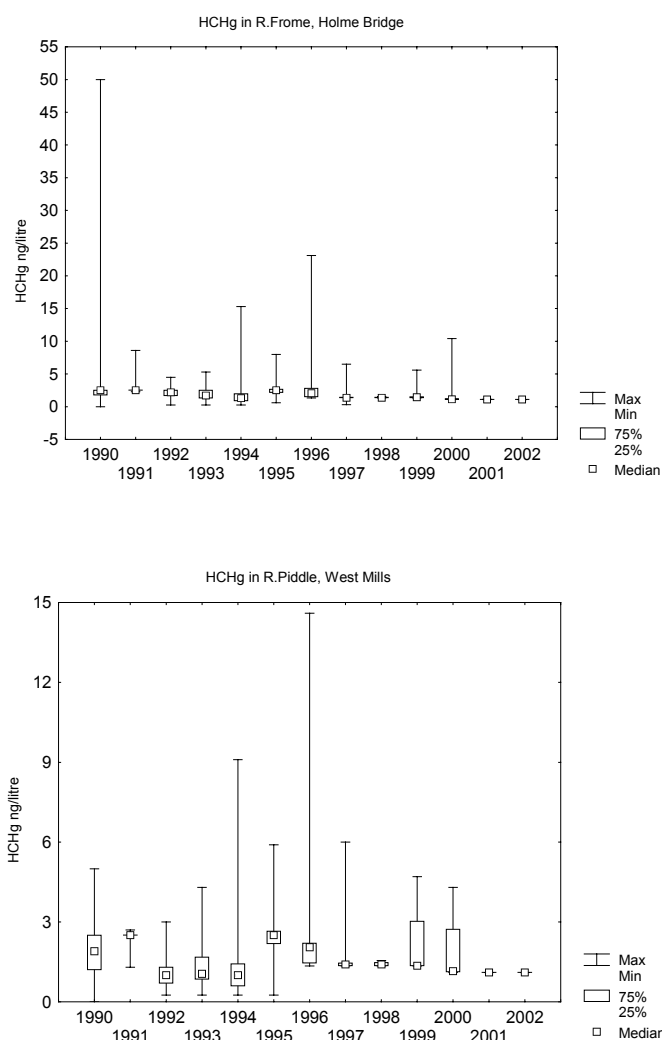 HCHg in R.Frome, Holme Bridge
HCHg ng/litre
55
50
45
40
35
30
25
20
15
10
5
0
-5
1990 1992 1994 1996 1998 2000 2002
1991 1993 1995 1997 1999 2001
Max
Min
75%
25%
Median
HCHg in R.Piddle, West Mills
HCHg ng/litre
15
12
9
6
3
0
1990 1992 1994 1996 1998 2000 2002
1991 1993 1995 1997 1999 2001
Max
Min
75%
25%
Median